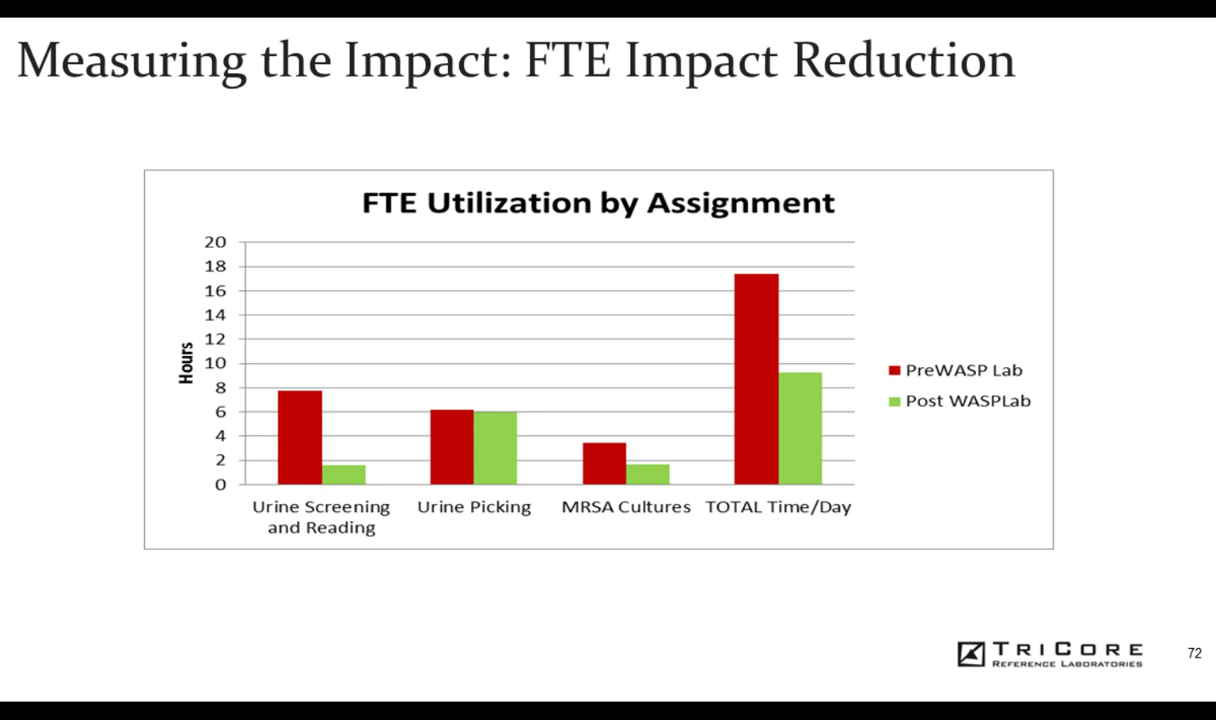 Measuring the Impact: FTE Impact Reduction
FTE Utilization by Assignment
Hours
20
18
16
14
12
10
8
6
4
2
0
Urine Screening
and Reading
Urine Picking
MRSA Cultures
TOTAL Time/Day
PreWASP Lab
Post WASPLab
TRICORE
REFERENCE LABORATORIES
72